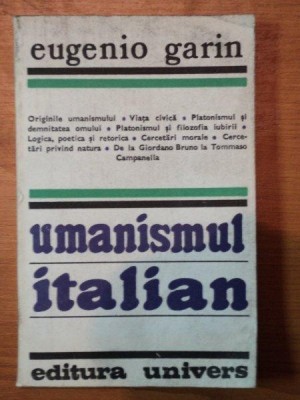 eugenio garin
Originile umanismului • Viața civică • Platonismul și
demnitatea omului • Platonismul și filozofia iubirii •
Logica, poetica și retorica • Cercetări morale • Cerce-
tări privind natura • De la Giordano Bruno la Tommaso
Campanella
umanismul
italian
editura univers